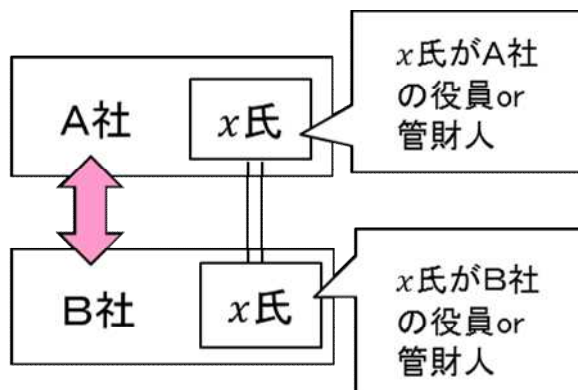 A社
x氏
x氏がA社
の役員or
管財人
B社
x氏
x氏がB社
の役員or
管財人